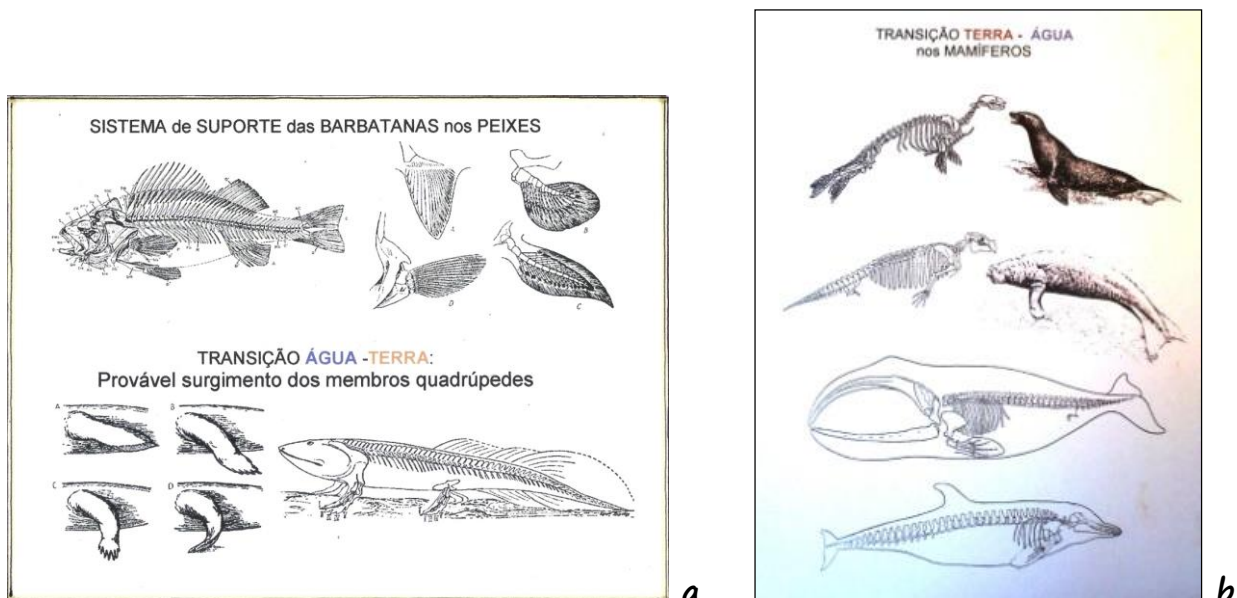 SISTEMA de SUPORTE das BARBATANAS nos PEIXES
B
D
C
TRANSIÇÃO ÁGUA -TERRA:
Provável surgimento dos membros quadrúpedes
A
B
C
D
a
TRANSIÇÃO TERRA - ÁGUA
nos MAMÍFEROS
b